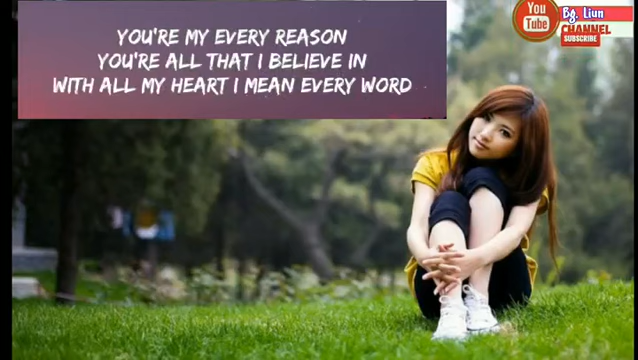 YOU'RE MY EVERY REASON
YOU'RE ALL THAT I BELIEVE IN
WITH ALL MY HEART I MEAN EVERY WORD
You
Tube
Bg. Liun
CHANNEL
SUBSCRIBE